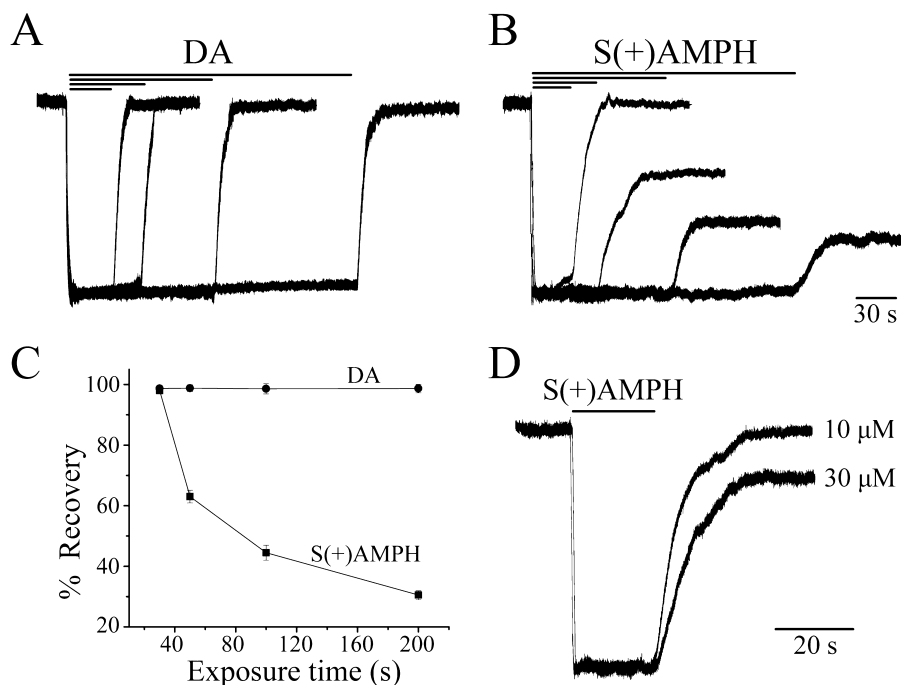 A
DA
B
S(+)AMPH
30 s
C
100
80
60
40
20
% Recovery
DA
S(+)AMPH
40 80 120 160 200
Exposure time (s)
D
S(+)AMPH
10 μM
30 μM
20 s